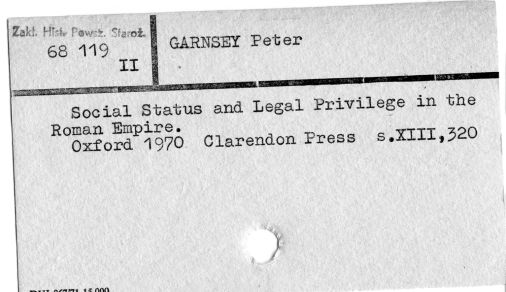 Zakł. Hist. Powsz. Staroż.
68 119
II
GARNSEY Peter
Social Status and Legal Privilege in the
Roman Empire.
Oxford 1970 Clarendon Press s.XIII,320